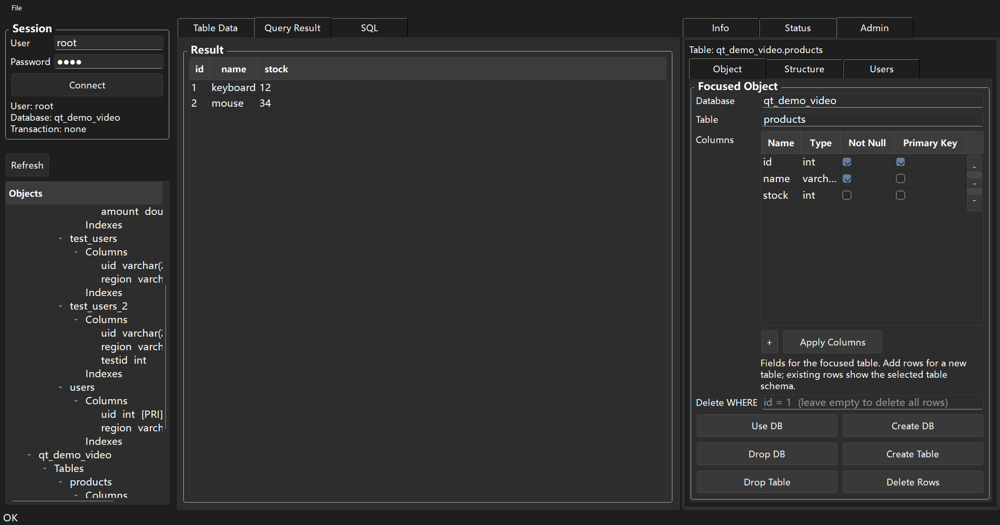 File
Session
User root
Password
Connect
User: root
Database: qt_demo_video
Transaction: none
Refresh
Objects
amount dou
Indexes
test_users
Columns
uid varchar(
region varch
Indexes
test_users_2
Columns
uid varchar(
region varch
testid int
Indexes
users
Columns
uid int [PRI]
region varch
Indexes
qt_demo_video
Tables
products
Columns
OK
Table Data Query Result SQL
Result
id name stock
1 keyboard 12
2 mouse 34
Info Status Admin
Table: qt_demo_video.products
Object Structure Users
Focused Object
Database qt_demo_video
Table products
Columns
Name Type Not Null Primary Key
id int -
name varch... -
stock int -
+ Apply Columns
Fields for the focused table. Add rows for a new
table; existing rows show the selected table
schema.
Delete WHERE id = 1 (leave empty to delete all rows)
Use DB Create DB
Drop DB Create Table
Drop Table Delete Rows